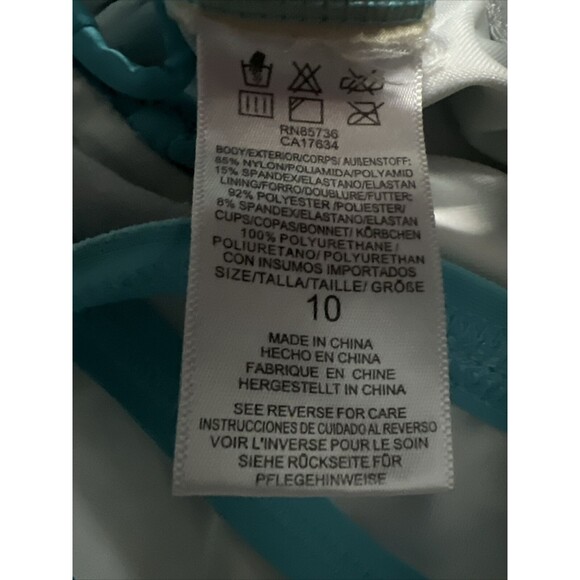 RN85736
CA17634
BODY/EXTERIOR/CORPS/ AUßENSTOFF:
85% NYLON/POLIAMIDA/POLYAMID
15% SPANDEX/ELASTANO/ELASTAN
LINING/FORRO/DOUBLURE/FUTTER:
92% POLYESTER /POLIESTER/
8% SPANDEX/ELASTANO/ELASTAN
CUPS/COPAS/BONNET/ KÖRBCHEN
100% POLYURETHANE/
POLIURETANO/ POLYURETHAN
CON INSUMOS IMPORTADOS
SIZE/TALLA/TAILLE/ GRÖßE
10
MADE IN CHINA
HECHO EN CHINA
FABRIQUE EN CHINE
HERGESTELLT IN CHINA
SEE REVERSE FOR CARE
INSTRUCCIONES DE CUIDADO AL REVERSO
VOIR L'INVERSE POUR LE SOIN
SIEHE RÜCKSEITE FÜR
PFLEGEHINWEISE